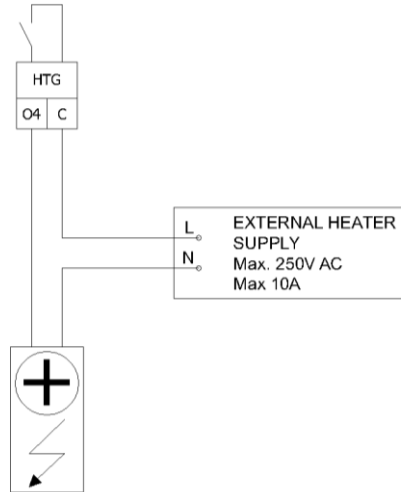 HTG
O4 C
L EXTERNAL HEATER
SUPPLY
N Max. 250V AC
Max 10A